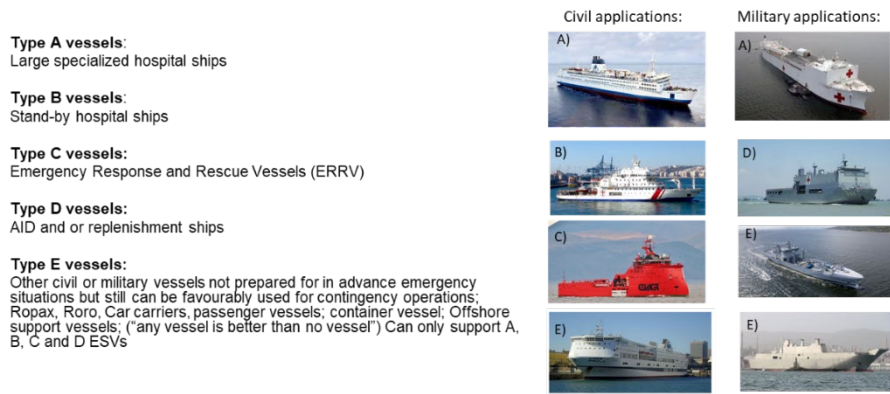 Civil applications:
Military applications:
Type A vessels:
Large specialized hospital ships
Type B vessels:
Stand-by hospital ships
Type C vessels:
Emergency Response and Rescue Vessels (ERRV)
Type D vessels:
AID and or replenishment ships
Type E vessels:
Other civil or military vessels not prepared for in advance emergency
situations but still can be favourably used for contingency operations;
Ropax, Roro, Car carriers, passenger vessels; container vessel; Offshore
support vessels; (“any vessel is better than no vessel”) Can only support A,
B, C and D ESVs
A)
A)
B)
D)
C)
E)
E)
E)